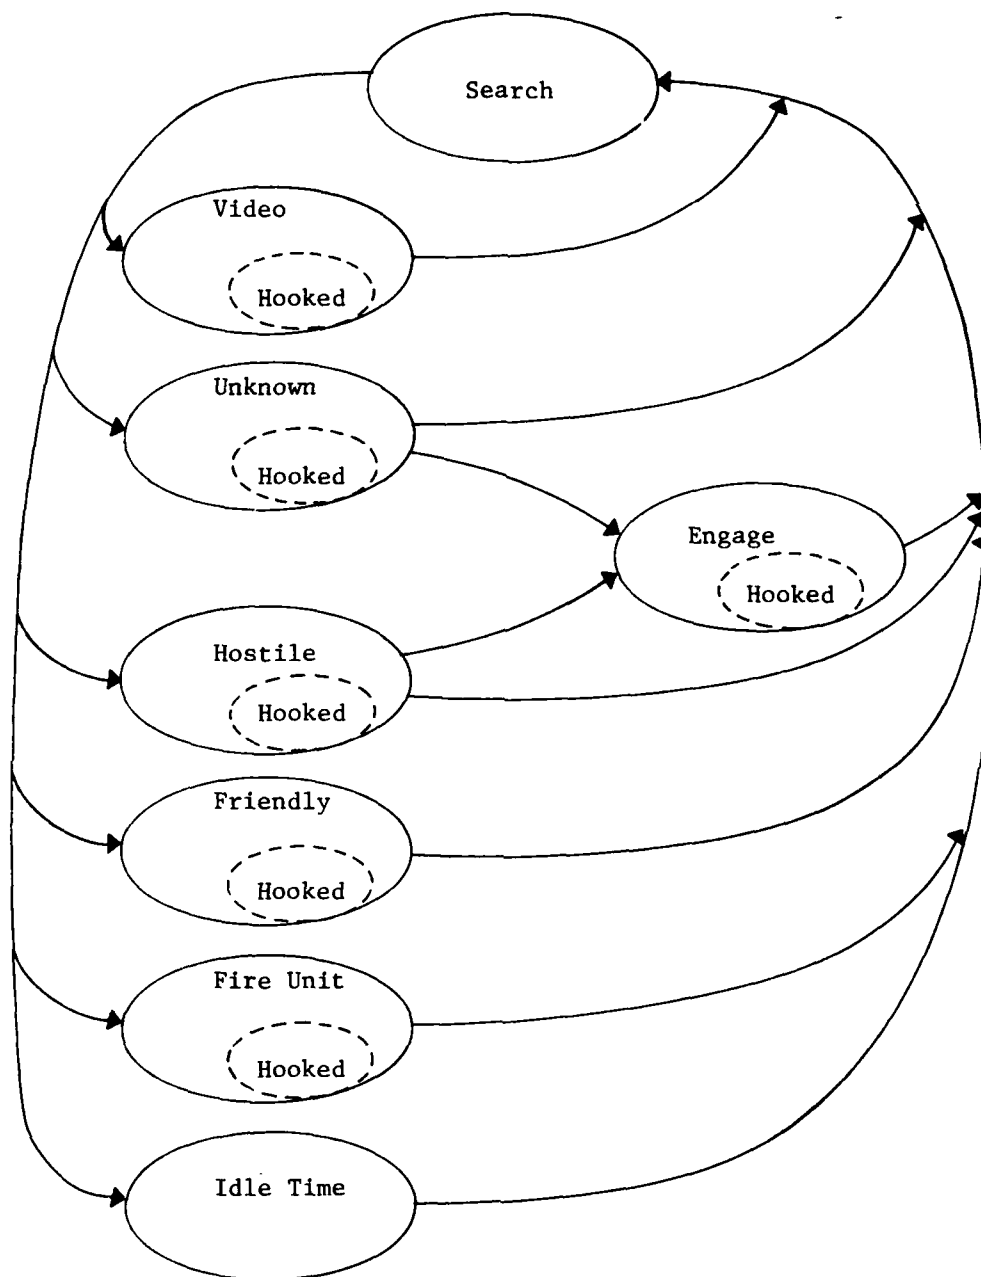 Search
Video
Hooked
Unknown
Hooked
Engage
Hooked
Hostile
Hooked
Friendly
Hooked
Fire Unit
Hooked
Idle Time